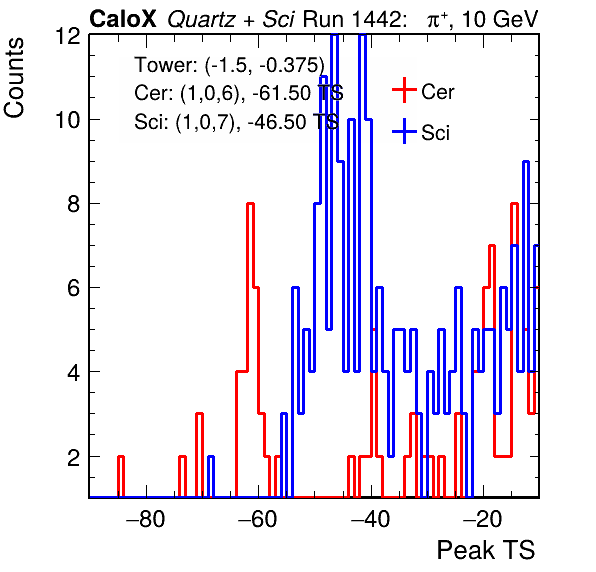 CaloX Quartz + Sci Run 1442: π⁺, 10 GeV
Counts
12
10
8
6
4
2
Tower: (-1.5, -0.375)
Cer: (1,0,6), -61.50 TS
Sci: (1,0,7), -46.50 TS
Cer
Sci
−80 −60 −40 −20
Peak TS